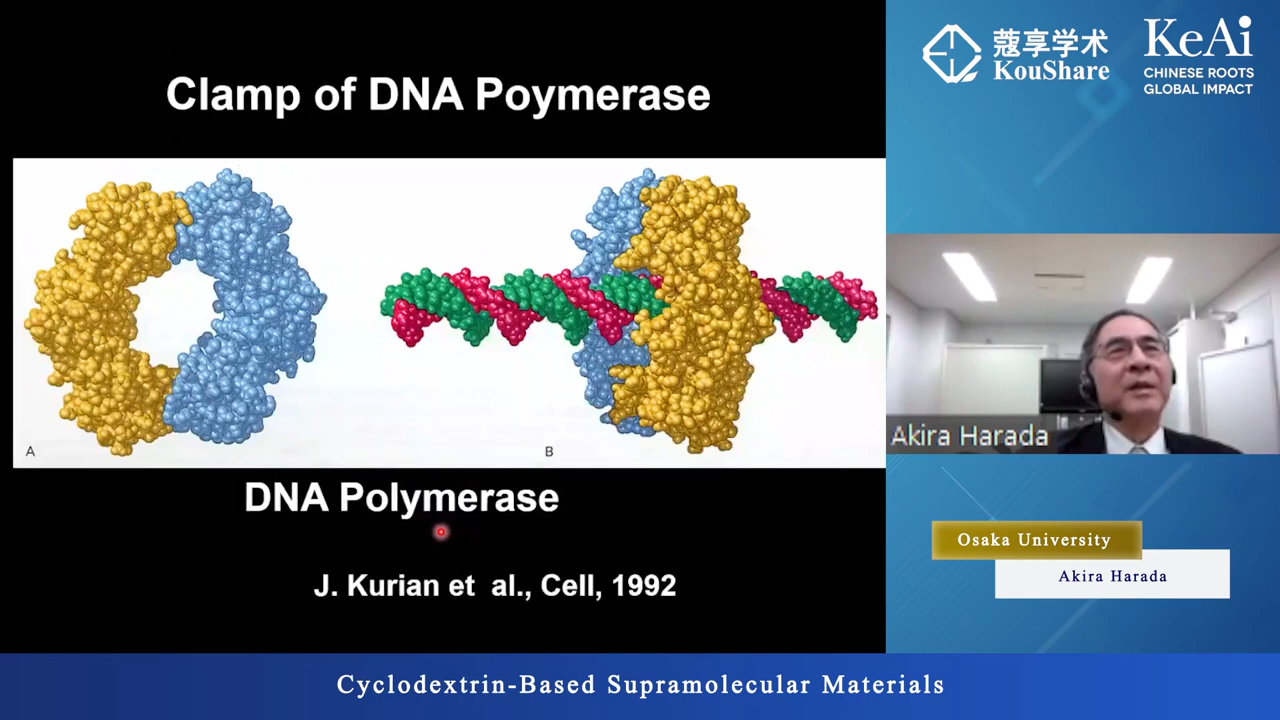 Clamp of DNA Poymerase
A
B
DNA Polymerase
J. Kurian et al., Cell, 1992
蔻享学术
KouShare
KeAi
CHINESE ROOTS
GLOBAL IMPACT
Akira Harada
Osaka University
Akira Harada
Cyclodextrin-Based Supramolecular Materials